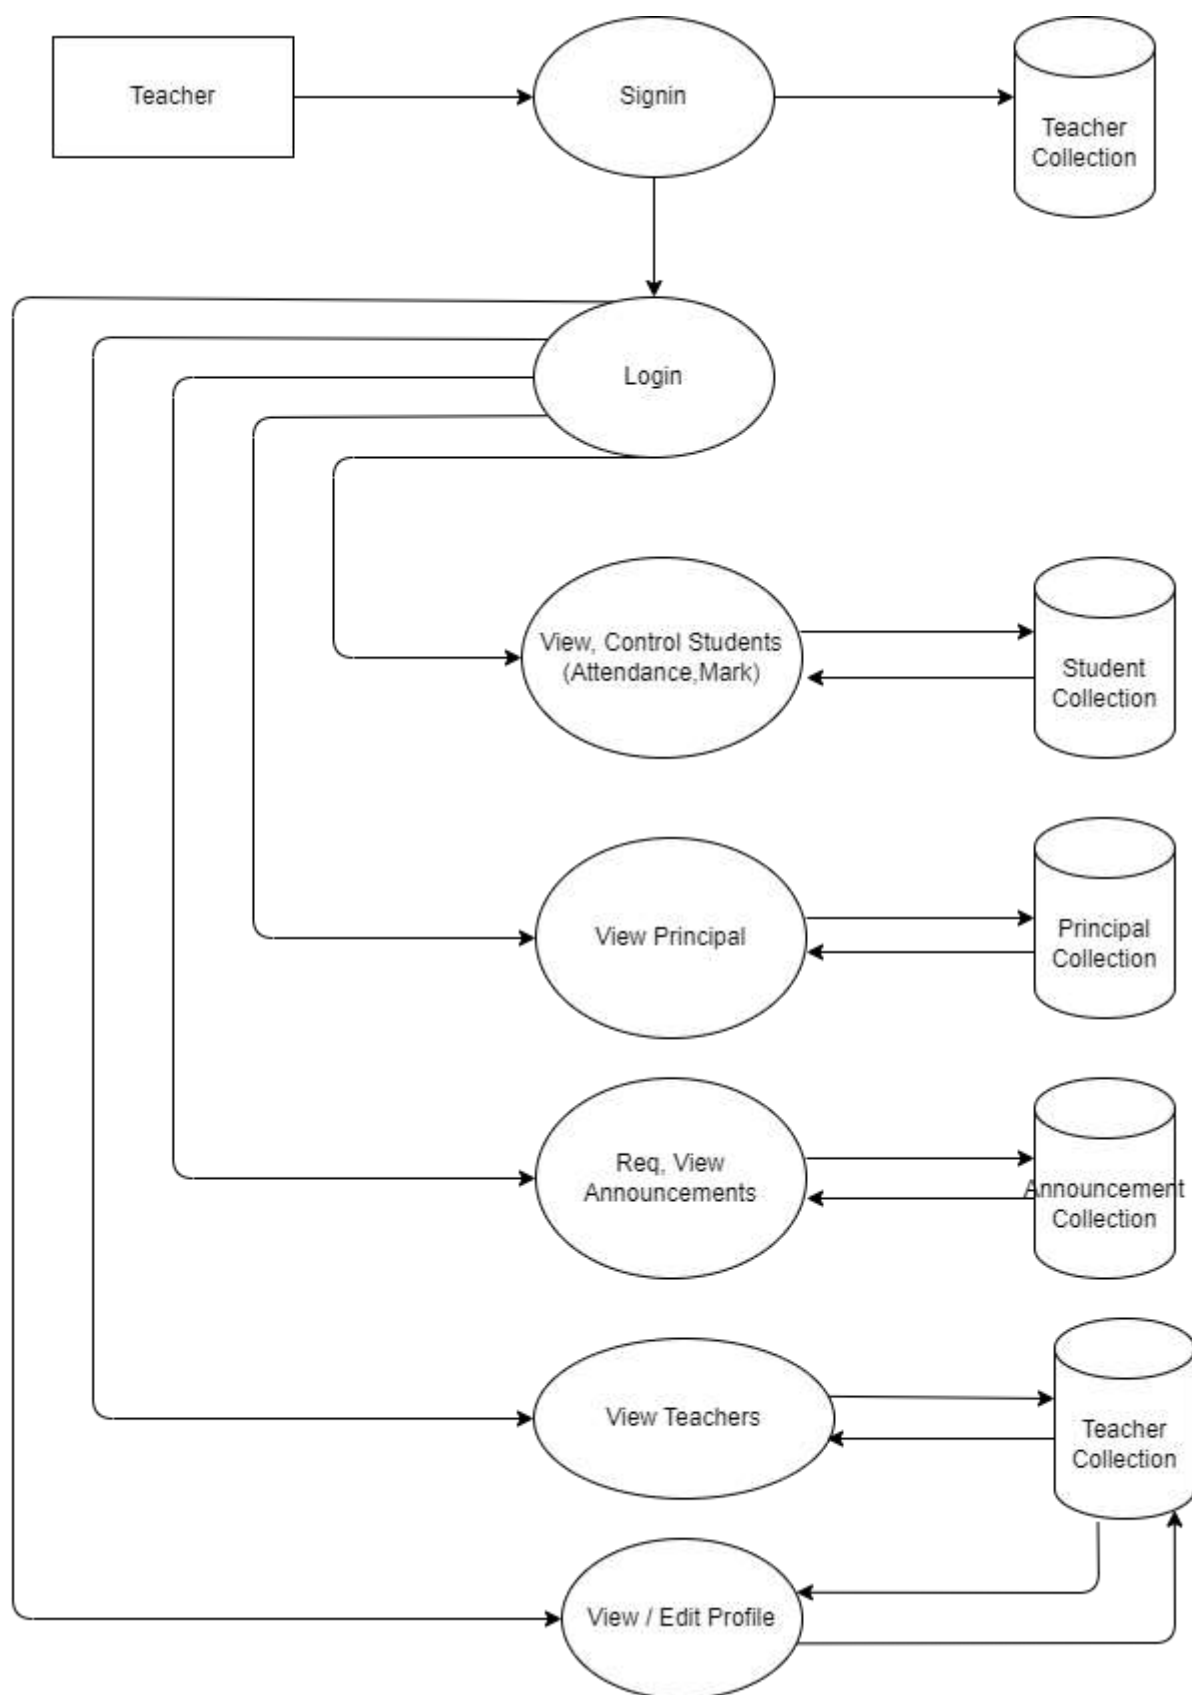 Teacher
Signin
Teacher
Collection
Login
View, Control Students
(Attendance,Mark)
Student
Collection
View Principal
Principal
Collection
Req, View
Announcements
Announcement
Collection
View Teachers
Teacher
Collection
View / Edit Profile